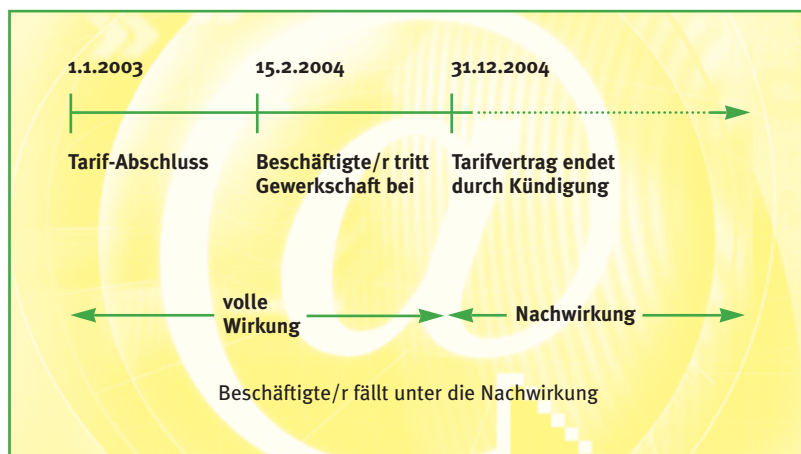 1.1.2003
15.2.2004
31.12.2004
Tarif-Abschluss
Beschäftigte/r tritt
Gewerkschaft bei
Tarifvertrag endet
durch Kündigung
volle
Wirkung
Nachwirkung
Beschäftigte/r fällt unter die Nachwirkung